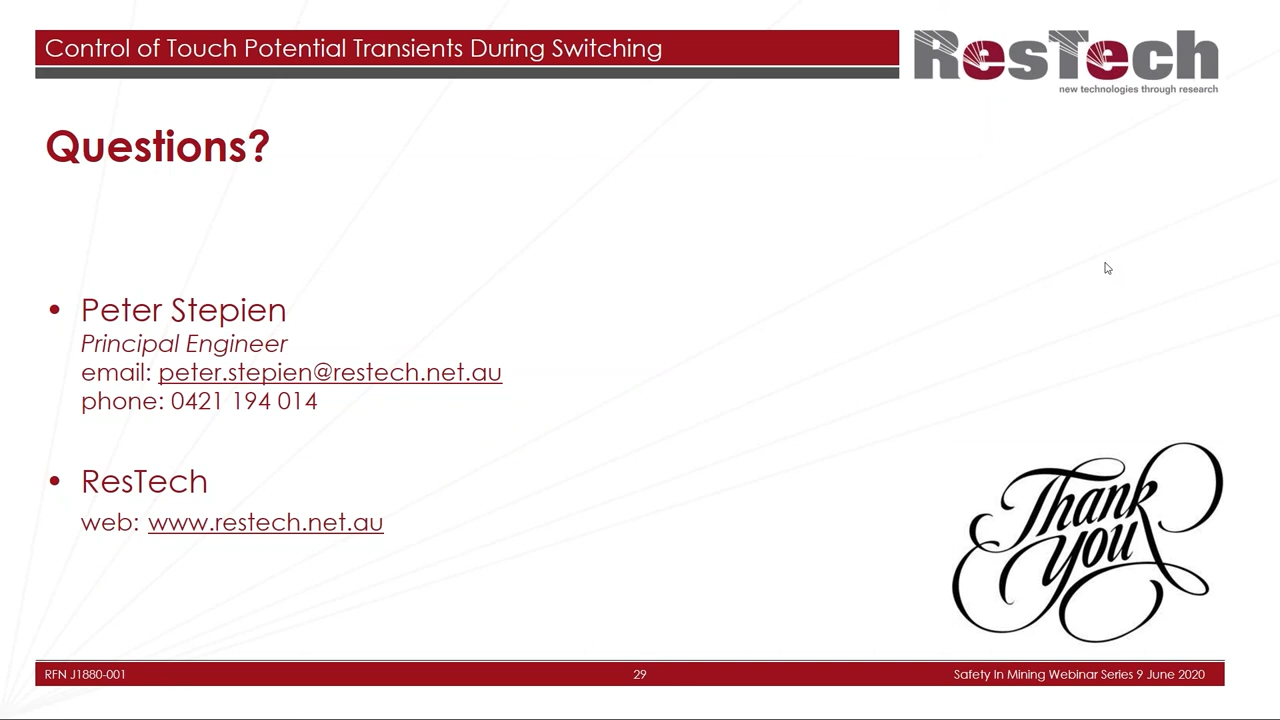 Control of Touch Potential Transients During Switching
ResTech
new technologies through research
Questions?
• Peter Stepien
Principal Engineer
email: peter.stepien@restech.net.au
phone: 0421 194 014
• ResTech
web: www.restech.net.au
Thank
You
RFN J1880-001
29
Safety In Mining Webinar Series 9 June 2020